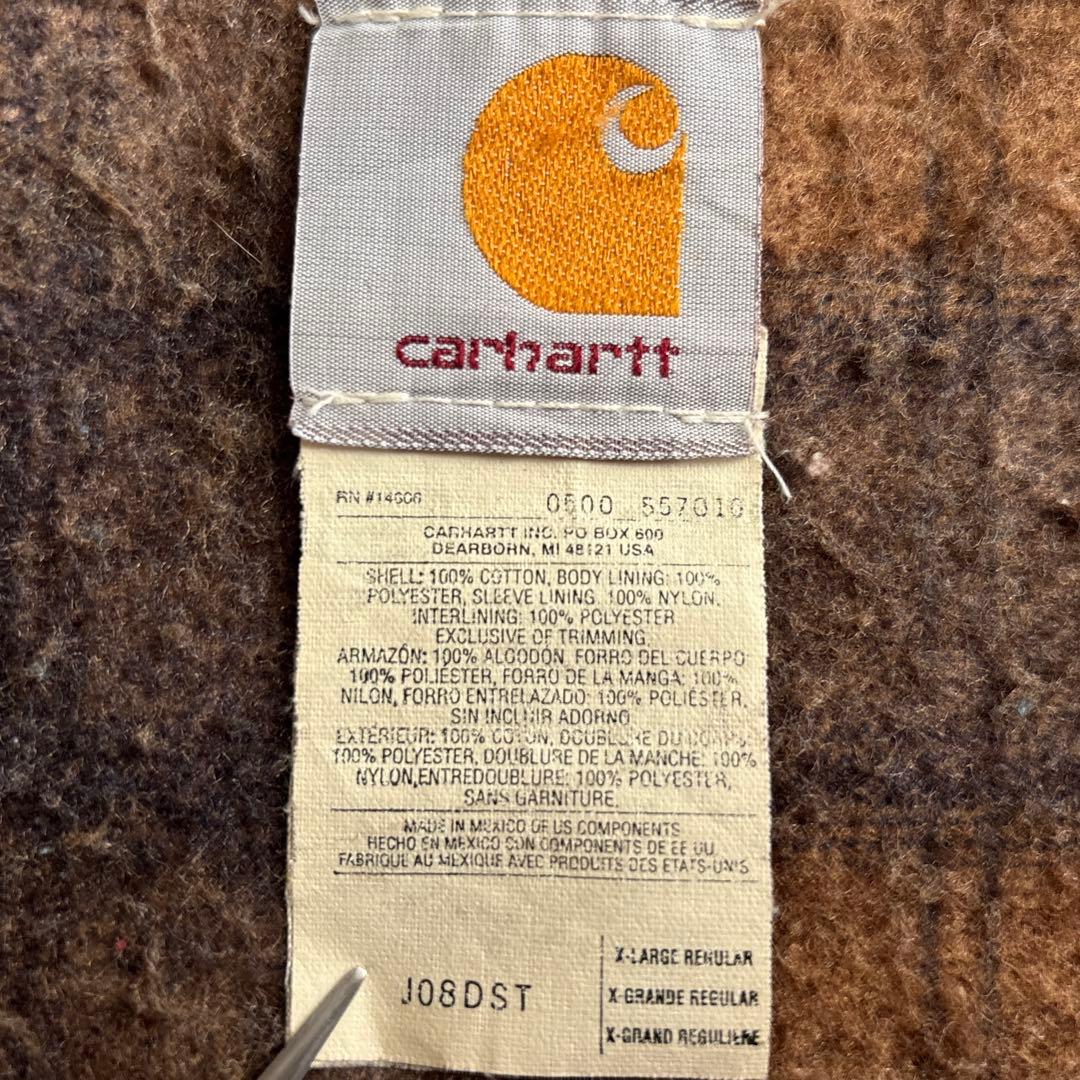 carhartt
RN #14806 0500 557010
CARHARTT INC. PO BOX 600
DEARBORN, MI 48121 USA
SHELL: 100% COTTON, BODY LINING: 100%
POLYESTER, SLEEVE LINING: 100% NYLON,
INTERLINING: 100% POLYESTER
EXCLUSIVE OF TRIMMING.
ARMAZÓN: 100% ALGODÓN, FORRO DEL CUERPO
100% POLIESTER, FORRO DE LA MANGA: 100%
NILON, FORRO ENTRELAZADO: 100% POLIESTER,
SIN INCLUIR ADORNO
EXTÉRIEUR: 100% COTON, DOUBLURE DU CORPS,
100% POLYESTER, DOUBLURE DE LA MANCHE: 100%
NYLON,ENTREDOUBLURE: 100% POLYESTER,
SANS GARNITURE.
MADE IN MEXICO OF US COMPONENTS
HECHO EN MEXICO CON COMPONENTS DE EE UU
FABRIQUE AU MEXIQUE AVEC PRODUITS DES ETATS-UNIS
X-LARGE REGULAR
J08DST X-GRANDE REGULAR
X-GRAND REGULIERE